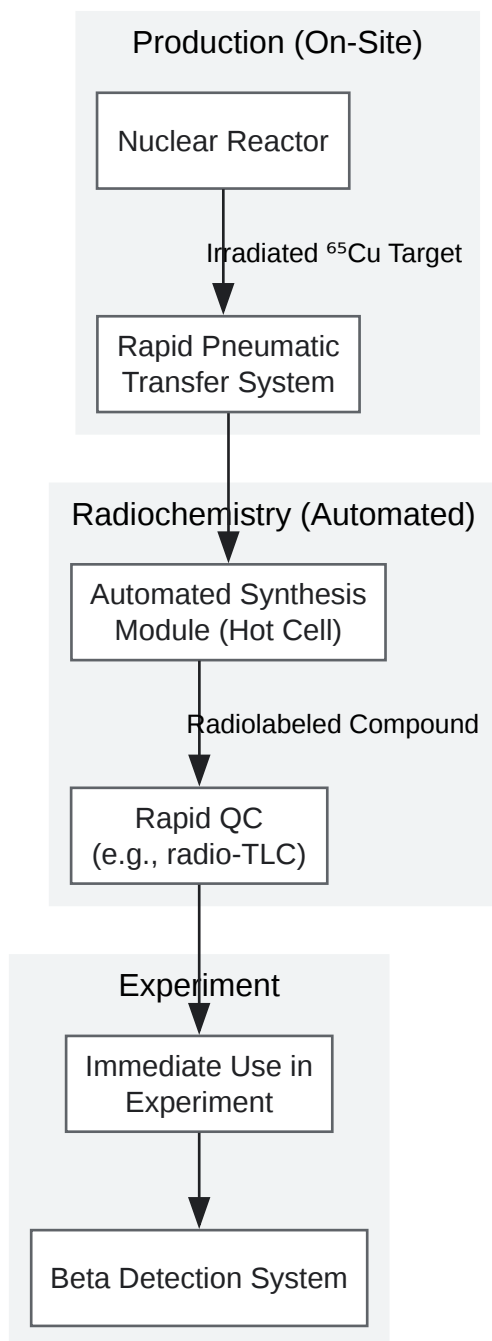 Production (On-Site)
Nuclear Reactor
Irradiated ⁶⁵Cu Target
Rapid Pneumatic
Transfer System
Radiochemistry (Automated)
Automated Synthesis
Module (Hot Cell)
Radiolabeled Compound
Rapid QC
(e.g., radio-TLC)
Experiment
Immediate Use in
Experiment
Beta Detection System